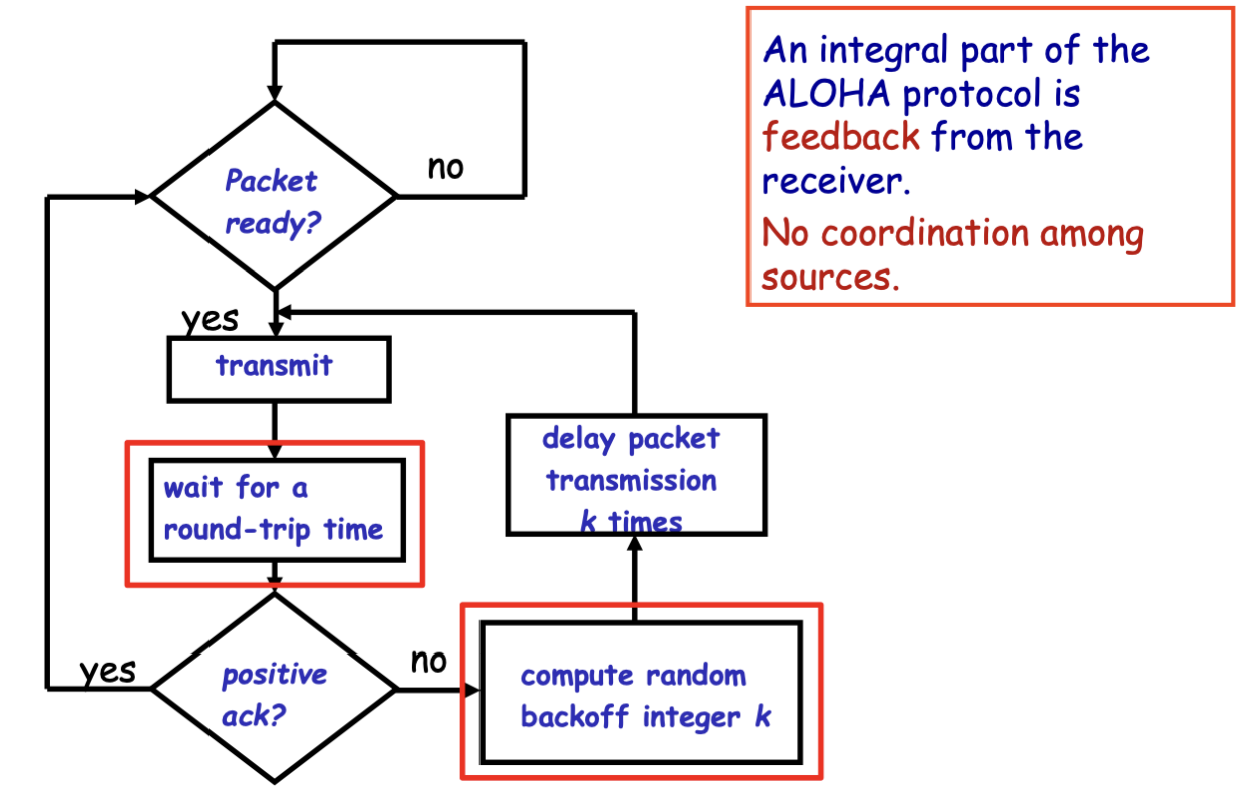 Packet
ready?
no
yes
transmit
wait for a
round-trip time
positive
ack?
yes
no
compute random
backoff integer k
delay packet
transmission
k times
An integral part of the
ALOHA protocol is
feedback from the
receiver.
No coordination among
sources.